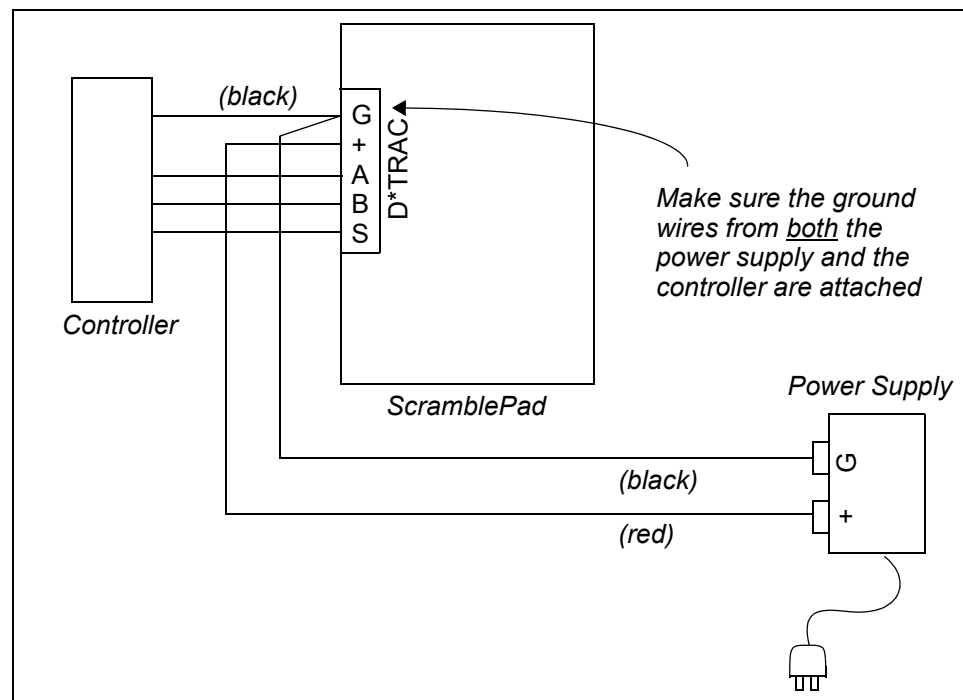 (black)
G
+
A
B
S
D*TRAC
Make sure the ground
wires from both the
power supply and the
controller are attached
Controller
ScramblePad
Power Supply
G
+
(black)
(red)